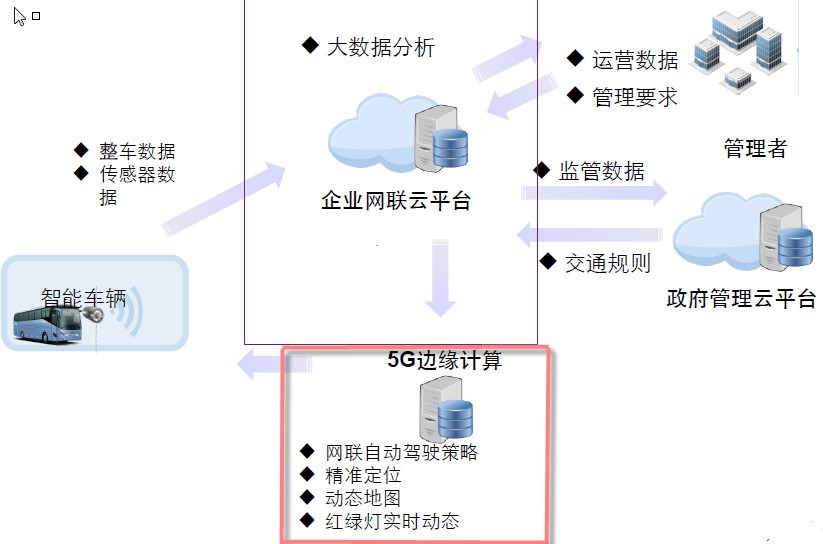 ◆ 大数据分析
◆ 运营数据
◆ 管理要求
管理者
◆ 整车数据
◆ 传感器数
据
企业网联云平台
◆ 监管数据
◆ 交通规则
政府管理云平台
智能车辆
5G边缘计算
◆ 网联自动驾驶策略
◆ 精准定位
◆ 动态地图
◆ 红绿灯实时动态